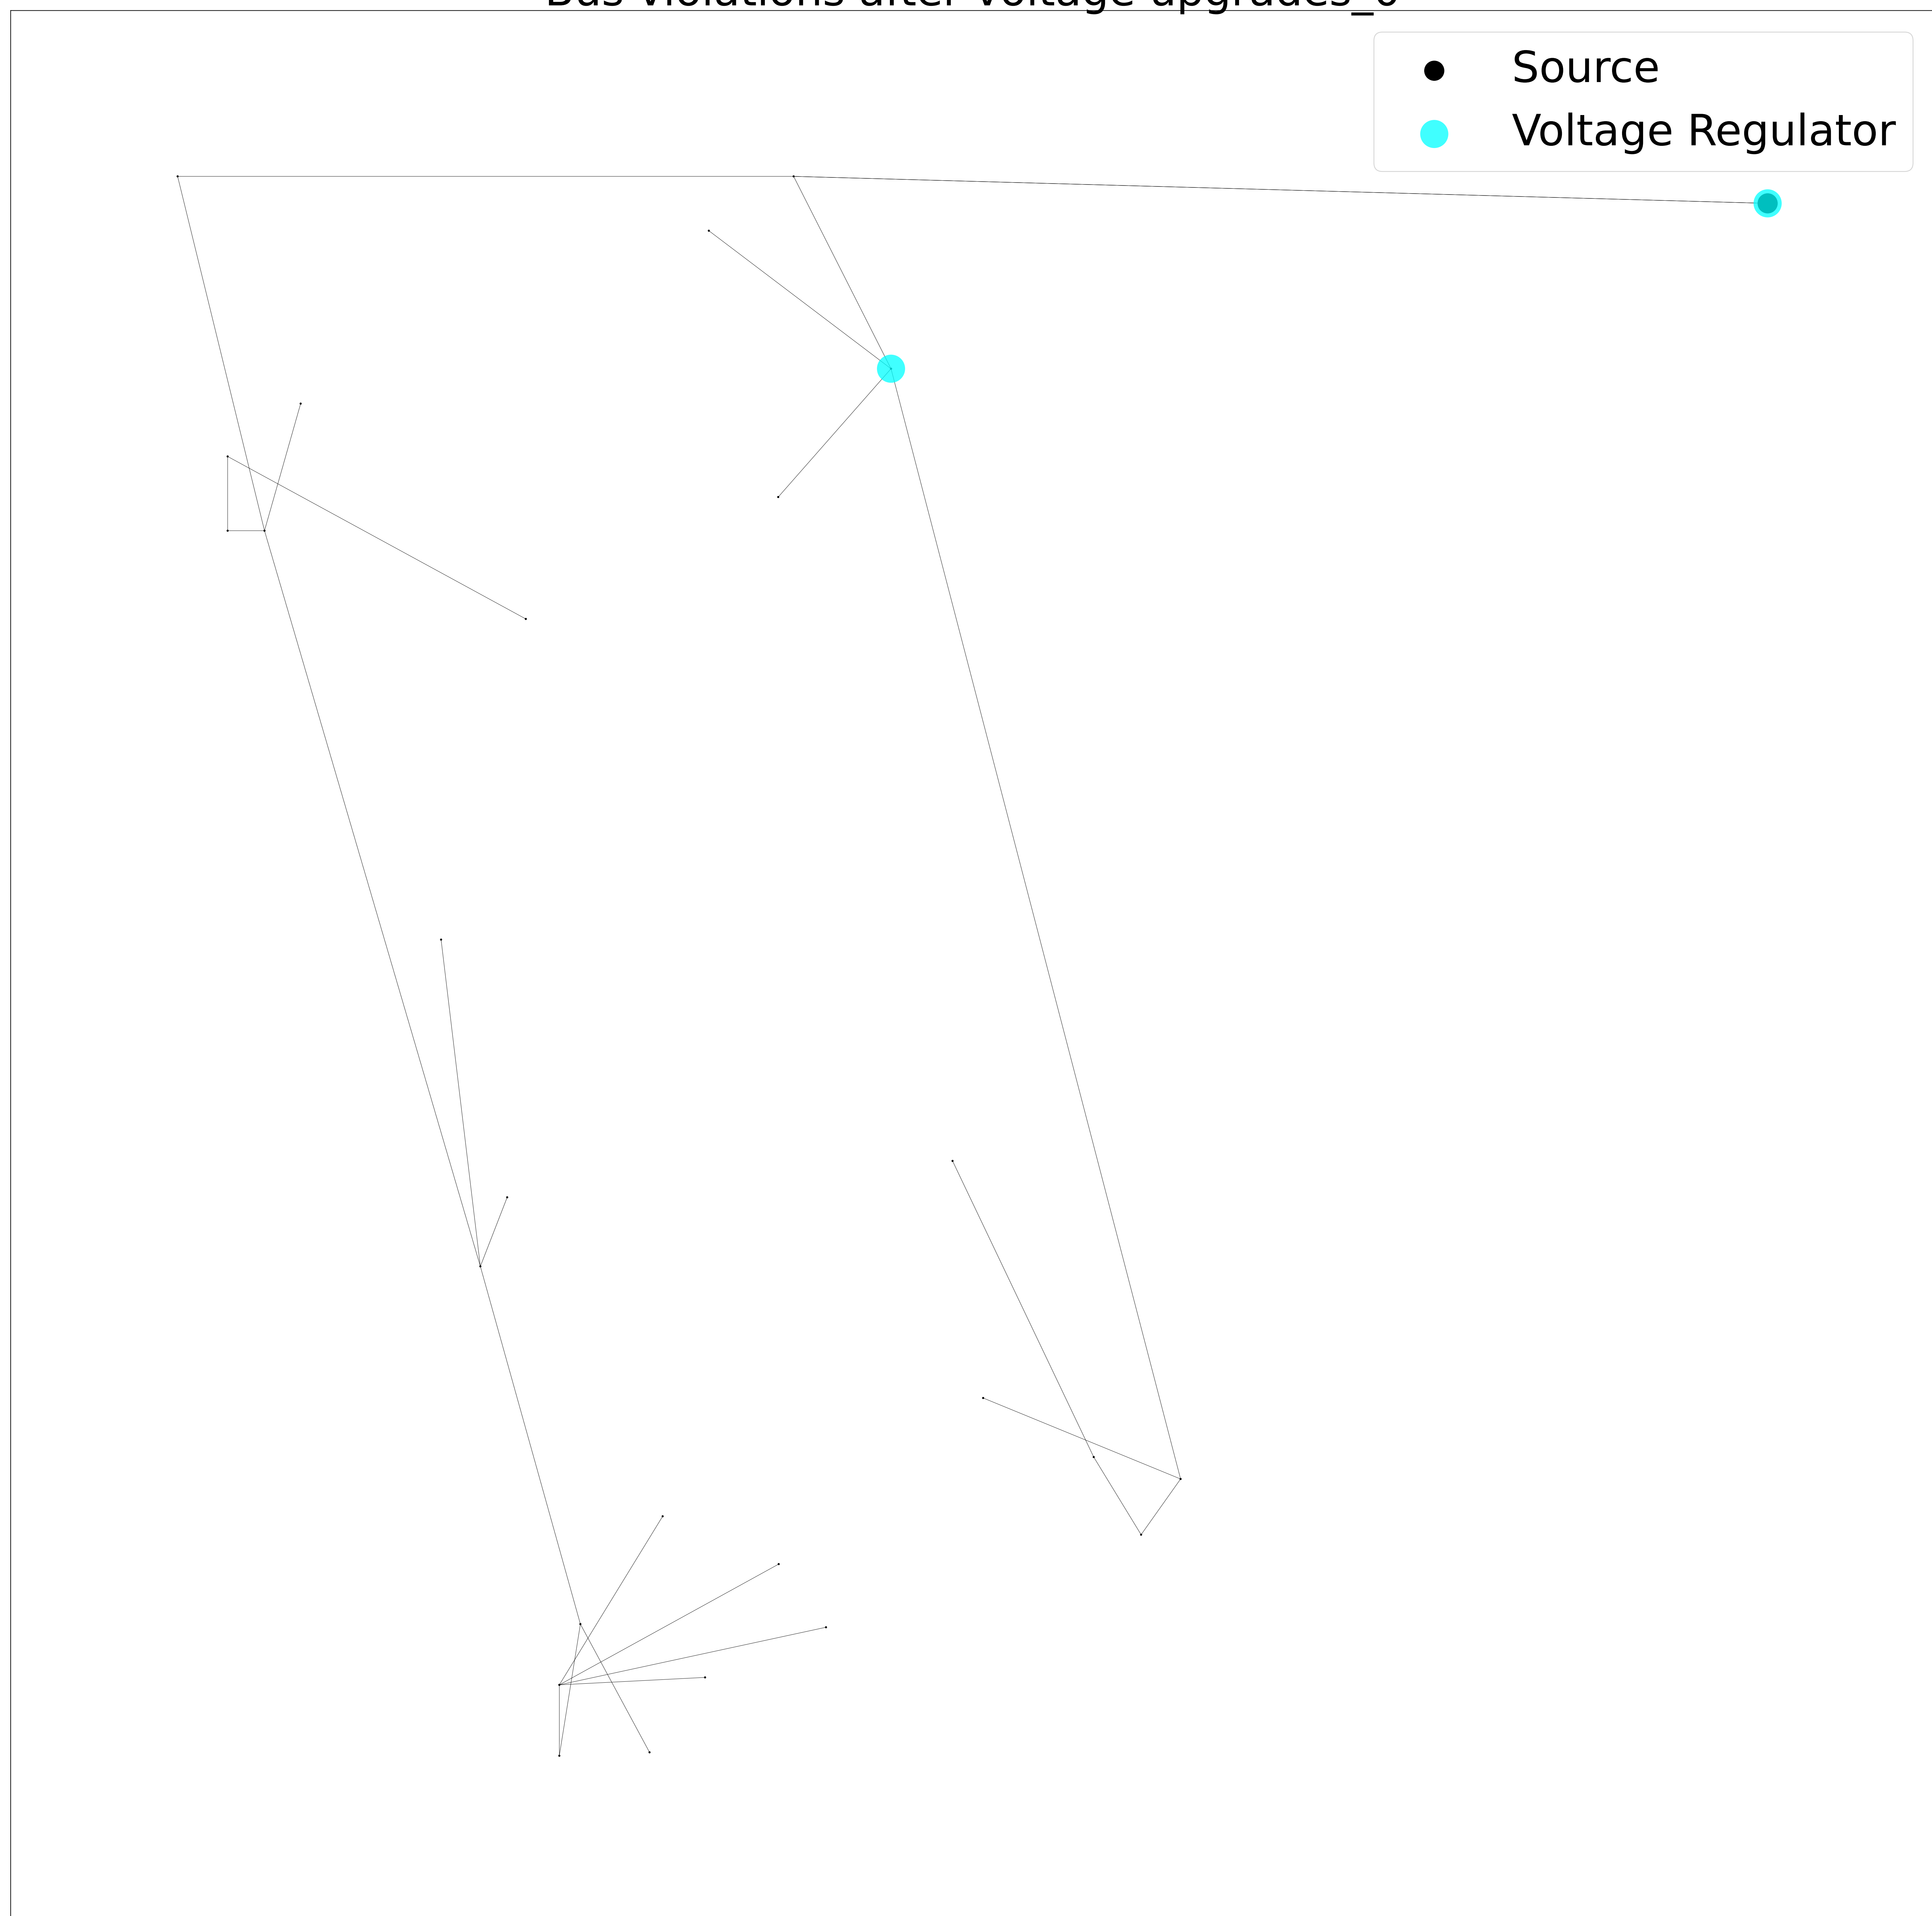 Bus violations after voltage upgrades_0
Source
Voltage Regulator